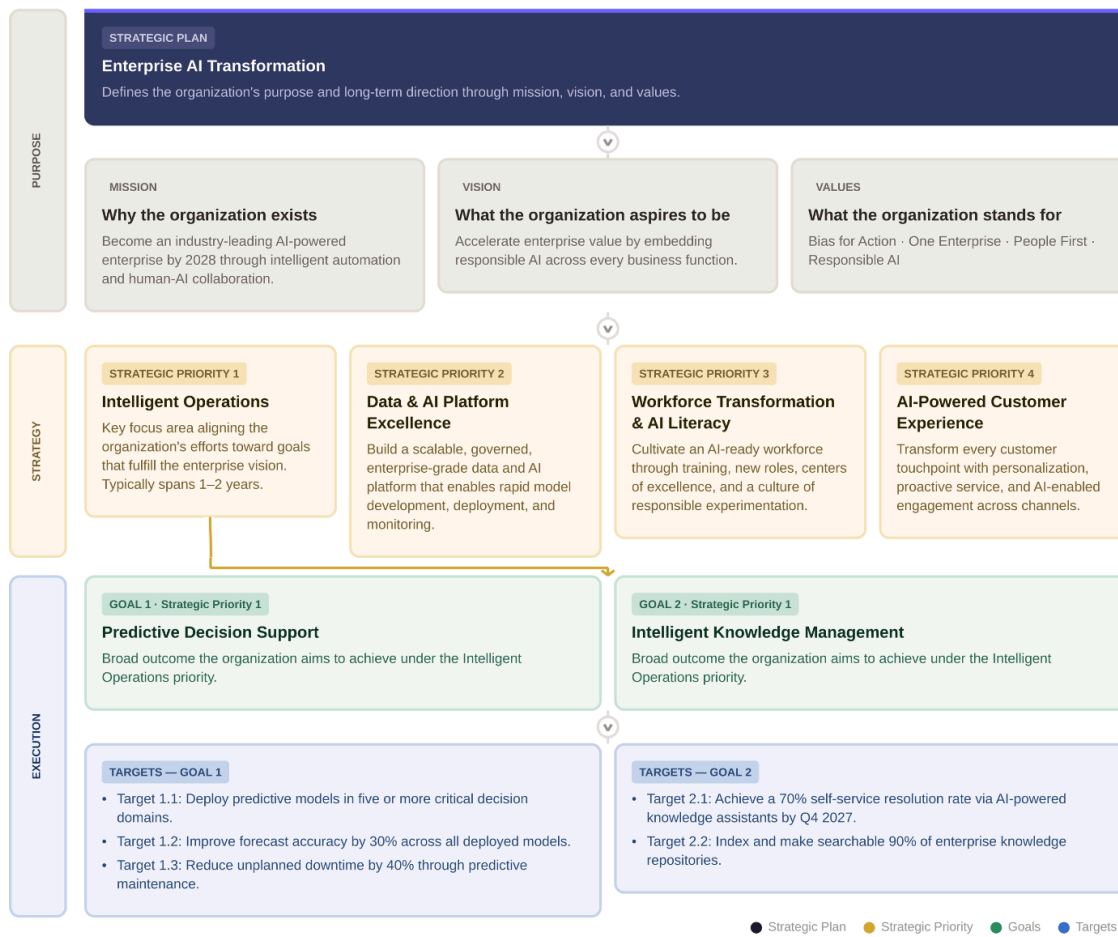 PURPOSE
STRATEGIC PLAN
Enterprise AI Transformation
Defines the organization's purpose and long-term direction through mission, vision, and values.
MISSION
Why the organization exists
Become an industry-leading AI-powered
enterprise by 2028 through intelligent automation
and human-AI collaboration.
VISION
What the organization aspires to be
Accelerate enterprise value by embedding
responsible AI across every business function.
VALUES
What the organization stands for
Bias for Action · One Enterprise · People First ·
Responsible AI
STRATEGY
STRATEGIC PRIORITY 1
Intelligent Operations
Key focus area aligning the
organization's efforts toward goals
that fulfill the enterprise vision.
Typically spans 1–2 years.
STRATEGIC PRIORITY 2
Data & AI Platform
Excellence
Build a scalable, governed,
enterprise-grade data and AI
platform that enables rapid model
development, deployment, and
monitoring.
STRATEGIC PRIORITY 3
Workforce Transformation
& AI Literacy
Cultivate an AI-ready workforce
through training, new roles, centers
of excellence, and a culture of
responsible experimentation.
STRATEGIC PRIORITY 4
AI-Powered Customer
Experience
Transform every customer
touchpoint with personalization,
proactive service, and AI-enabled
engagement across channels.
EXECUTION
GOAL 1 · Strategic Priority 1
Predictive Decision Support
Broad outcome the organization aims to achieve under the Intelligent
Operations priority.
GOAL 2 · Strategic Priority 1
Intelligent Knowledge Management
Broad outcome the organization aims to achieve under the Intelligent
Operations priority.
TARGETS — GOAL 1
• Target 1.1: Deploy predictive models in five or more critical decision
domains.
• Target 1.2: Improve forecast accuracy by 30% across all deployed models.
• Target 1.3: Reduce unplanned downtime by 40% through predictive
maintenance.
TARGETS — GOAL 2
• Target 2.1: Achieve a 70% self-service resolution rate via AI-powered
knowledge assistants by Q4 2027.
• Target 2.2: Index and make searchable 90% of enterprise knowledge
repositories.
Strategic Plan
Strategic Priority
Goals
Targets